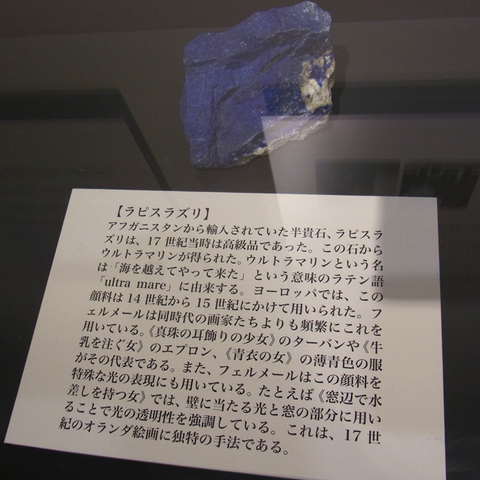 【ラピスラズリ】
アフガニスタンから輸入されていた半貴石、ラピスラ
ズリは、17 世紀当時は高級品であった。この石から
ウルトラマリンが得られた。ウルトラマリンという名
は「海を越えてやって来た」という意味のラテン語
「ultra mare」に由来する。ヨーロッパでは、この
顔料は 14 世紀から 15 世紀にかけて用いられた。フ
ェルメールは同時代の画家たちよりも頻繁にこれを
用いている。《真珠の耳飾りの少女》のターバンや《牛
乳を注ぐ女》のエプロン、《青衣の女》の薄青色の服
がその代表である。また、フェルメールはこの顔料を
特殊な光の表現にも用いている。たとえば《窓辺で水
差しを持つ女》では、壁に当たる光と窓の部分に用い
ることで光の透明性を強調している。これは、17 世
紀のオランダ絵画に独特の手法である。